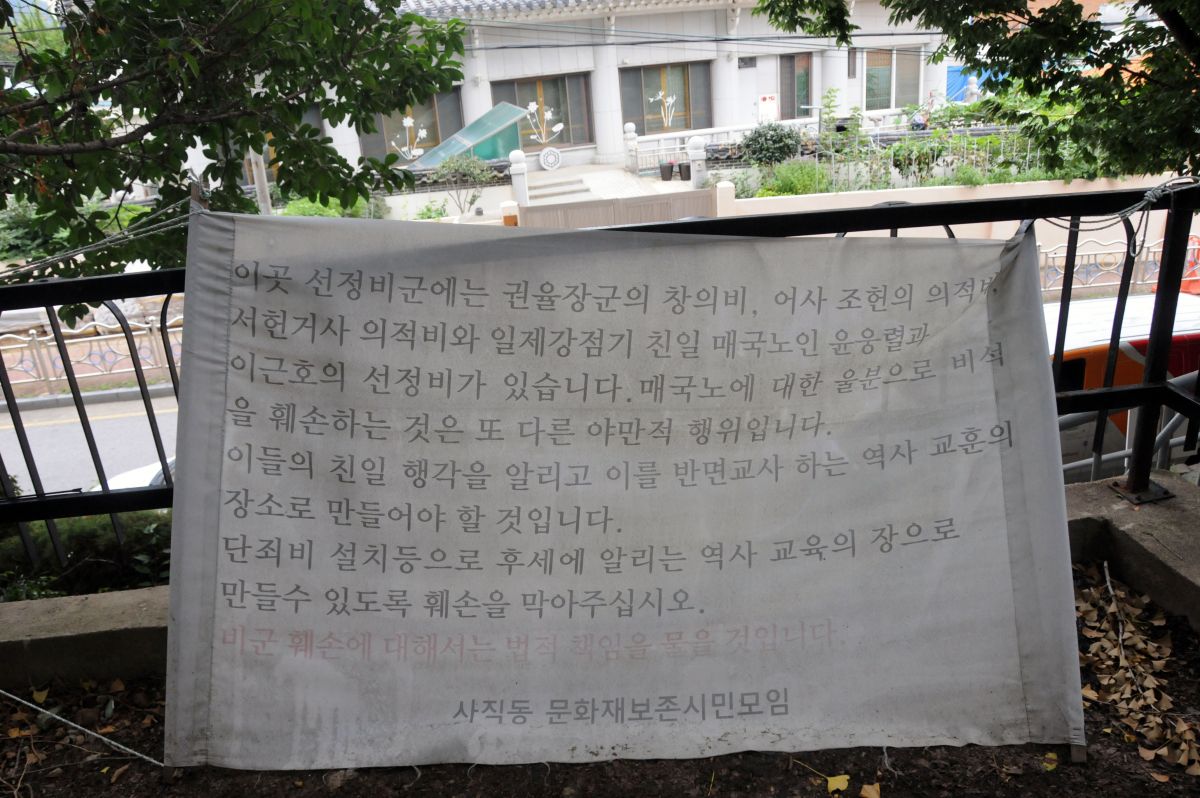 이곳 선정비군에는 권율장군의 창의비, 어사 조헌의 의적비
서헌거사 의적비와 일제강점기 친일 매국노인 윤웅렬과
이근호의 선정비가 있습니다. 매국노에 대한 울분으로 비석
을 훼손하는 것은 또 다른 야만적 행위입니다.
이들의 친일 행각을 알리고 이를 반면교사 하는 역사 교훈의
장소로 만들어야 할 것입니다.
단죄비 설치등으로 후세에 알리는 역사 교육의 장으로
만들수 있도록 훼손을 막아주십시오.
비군 훼손에 대해서는 법적 책임을 물을 것입니다.
사직동 문화재보존시민모임